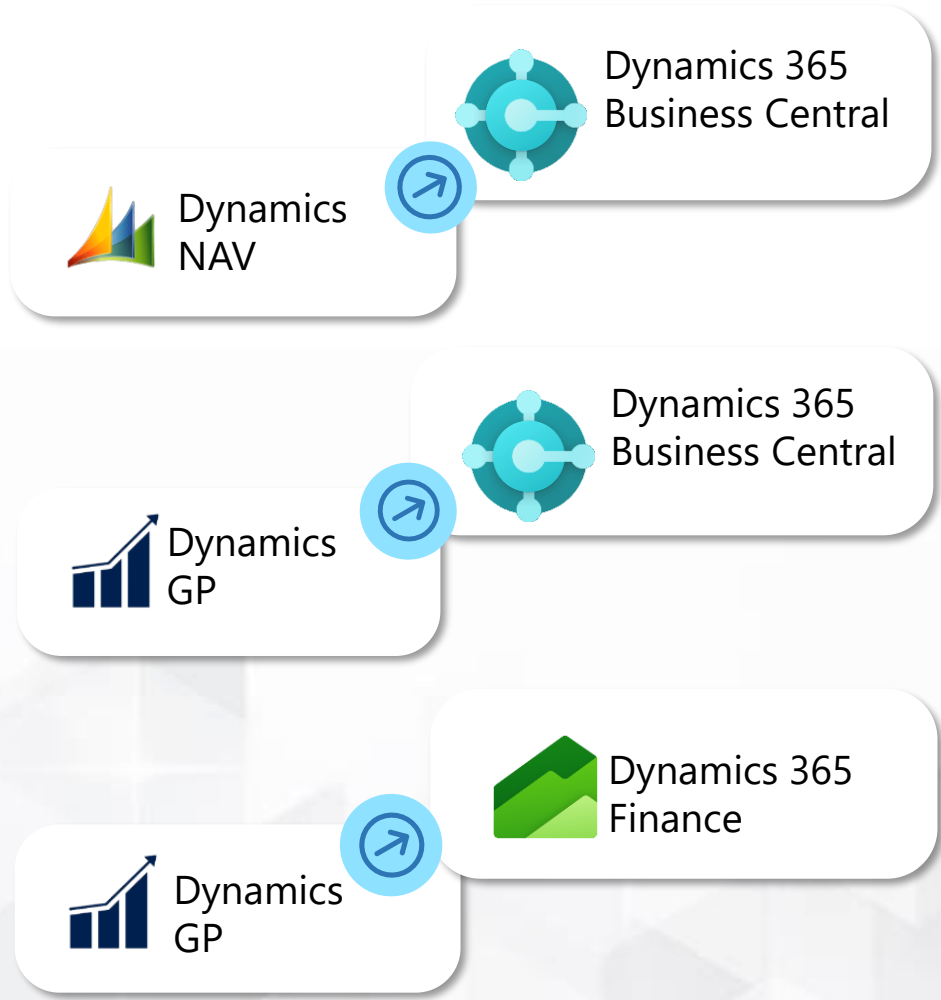 Dynamics 365
Business Central
Dynamics
NAV
Dynamics 365
Business Central
Dynamics
GP
Dynamics 365
Finance
Dynamics
GP